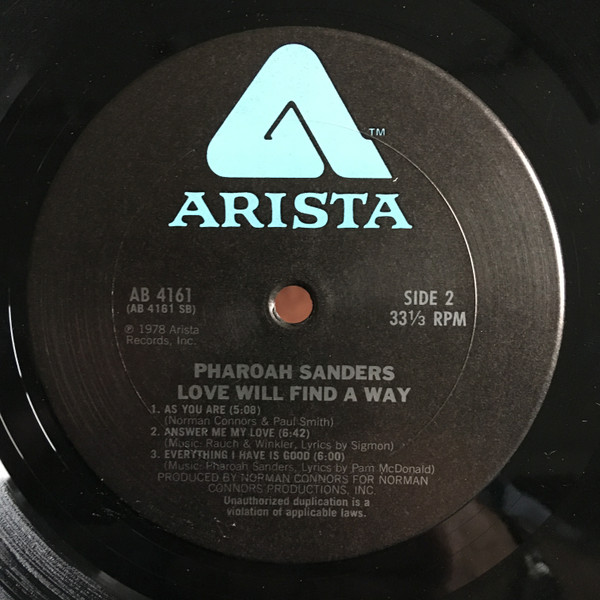 TM
ARISTA
AB 4161
(AB 4161 SB)
℗ 1978 Arista
Records, Inc.
SIDE 2
33⅓ RPM
PHAROAH SANDERS
LOVE WILL FIND A WAY
1. AS YOU ARE (5:08)
(Norman Connors & Paul Smith)
2. ANSWER ME MY LOVE (6:42)
(Music: Rauch & Winkler, Lyrics by Sigmon)
3. EVERYTHING I HAVE IS GOOD (6:00)
(Music: Pharoah Sanders, Lyrics by Pam McDonald)
PRODUCED BY NORMAN CONNORS FOR NORMAN
CONNORS PRODUCTIONS, INC.
Unauthorized duplication is a
violation of applicable laws.